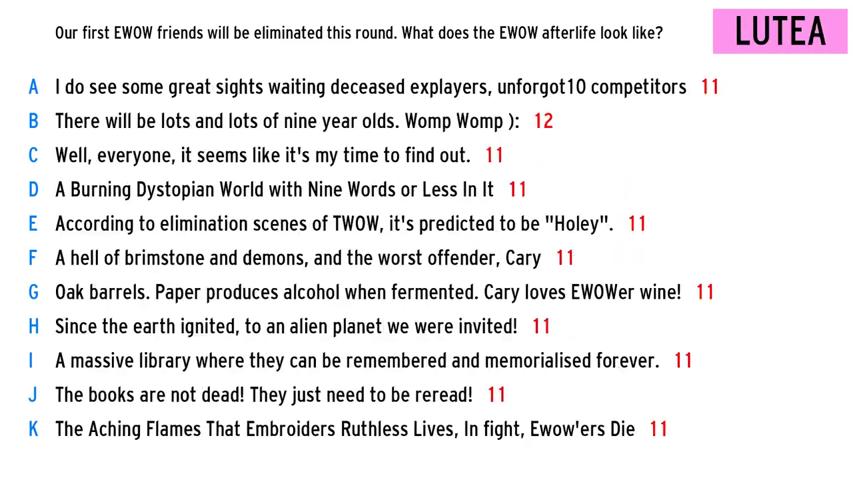 Our first EWOW friends will be eliminated this round. What does the EWOW afterlife look like?
LUTEA
A I do see some great sights waiting deceased explayers, unforgot10 competitors 11
B There will be lots and lots of nine year olds. Womp Womp ): 12
C Well, everyone, it seems like it's my time to find out. 11
D A Burning Dystopian World with Nine Words or Less In It 11
E According to elimination scenes of TWOW, it's predicted to be "Holey". 11
F A hell of brimstone and demons, and the worst offender, Cary 11
G Oak barrels. Paper produces alcohol when fermented. Cary loves EWOWer wine! 11
H Since the earth ignited, to an alien planet we were invited! 11
I A massive library where they can be remembered and memorialised forever. 11
J The books are not dead! They just need to be reread! 11
K The Aching Flames That Embroiders Ruthless Lives, In fight, Ewow'ers Die 11